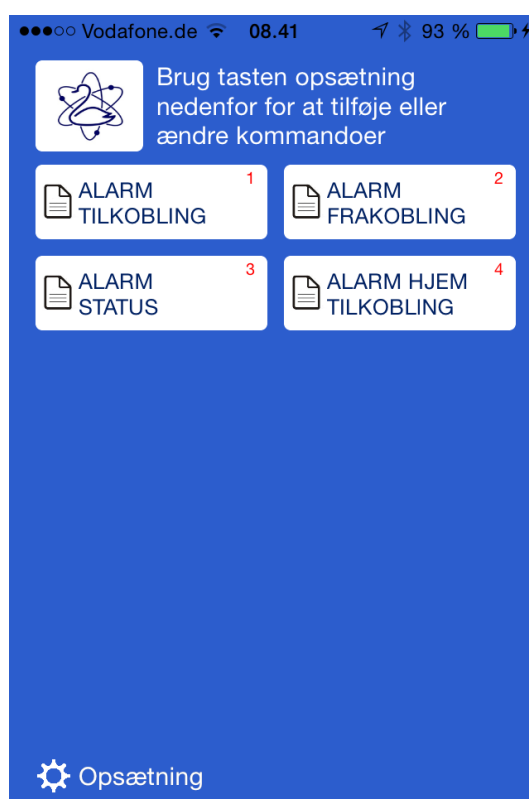 ●●●○○ Vodafone.de 08.41 93 %
Brug tasten opsætning
nedenfor for at tilføje eller
ændre kommandoer
ALARM
TILKOBLING
1
ALARM
FRAKOBLING
2
ALARM
STATUS
3
ALARM HJEM
TILKOBLING
4
Opsætning